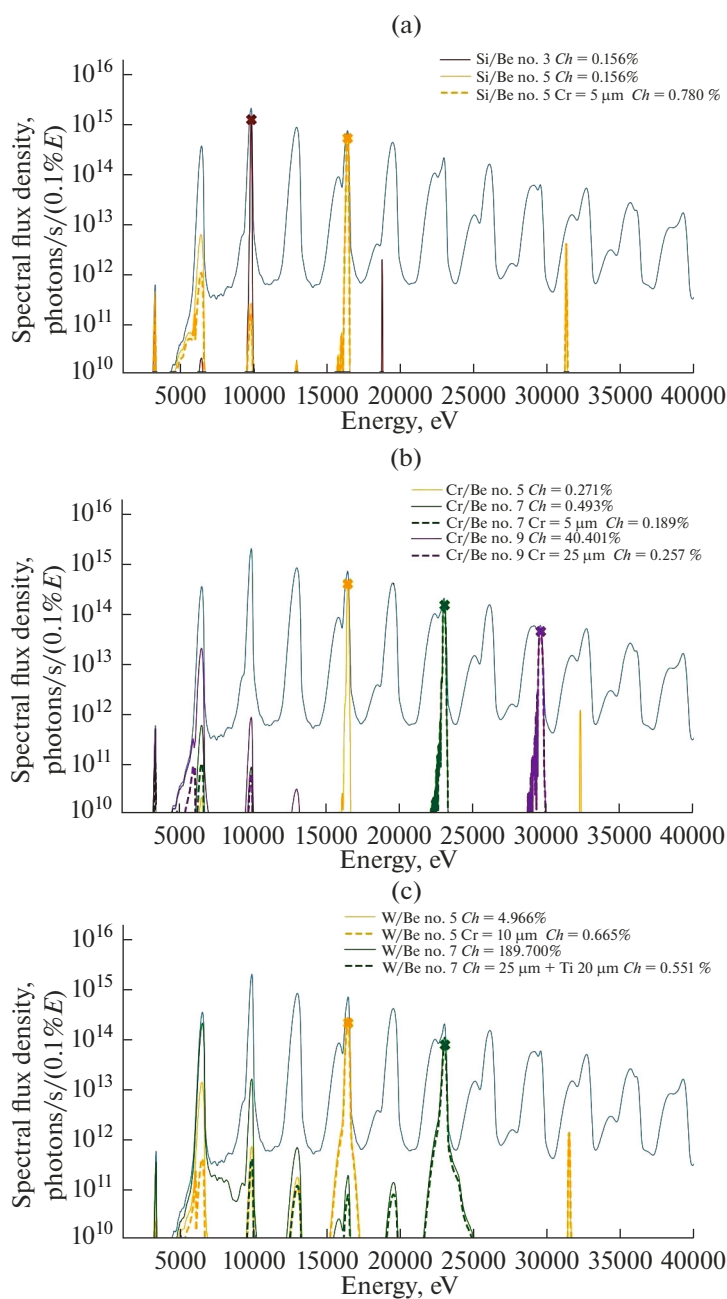 (a)
Si/Be no. 3 Ch = 0.156%
Si/Be no. 5 Ch = 0.156%
Si/Be no. 5 Cr = 5 μm Ch = 0.780 %
Spectral flux density,
photons/s/(0.1%E)
10^16
10^15
10^14
10^13
10^12
10^11
10^10
5000 10000 15000 20000 25000 30000 35000 40000
Energy, eV
(b)
Cr/Be no. 5 Ch = 0.271%
Cr/Be no. 7 Ch = 0.493%
Cr/Be no. 7 Cr = 5 μm Ch = 0.189%
Cr/Be no. 9 Ch = 40.401%
Cr/Be no. 9 Cr = 25 μm Ch = 0.257 %
Spectral flux density,
photons/s/(0.1%E)
10^16
10^15
10^14
10^13
10^12
10^11
10^10
5000 10000 15000 20000 25000 30000 35000 40000
Energy, eV
(c)
W/Be no. 5 Ch = 4.966%
W/Be no. 5 Cr = 10 μm Ch = 0.665%
W/Be no. 7 Ch = 189.700%
W/Be no. 7 Ch = 25 μm + Ti 20 μm Ch = 0.551 %
Spectral flux density,
photons/s/(0.1%E)
10^16
10^15
10^14
10^13
10^12
10^11
10^10
5000 10000 15000 20000 25000 30000 35000 40000
Energy, eV